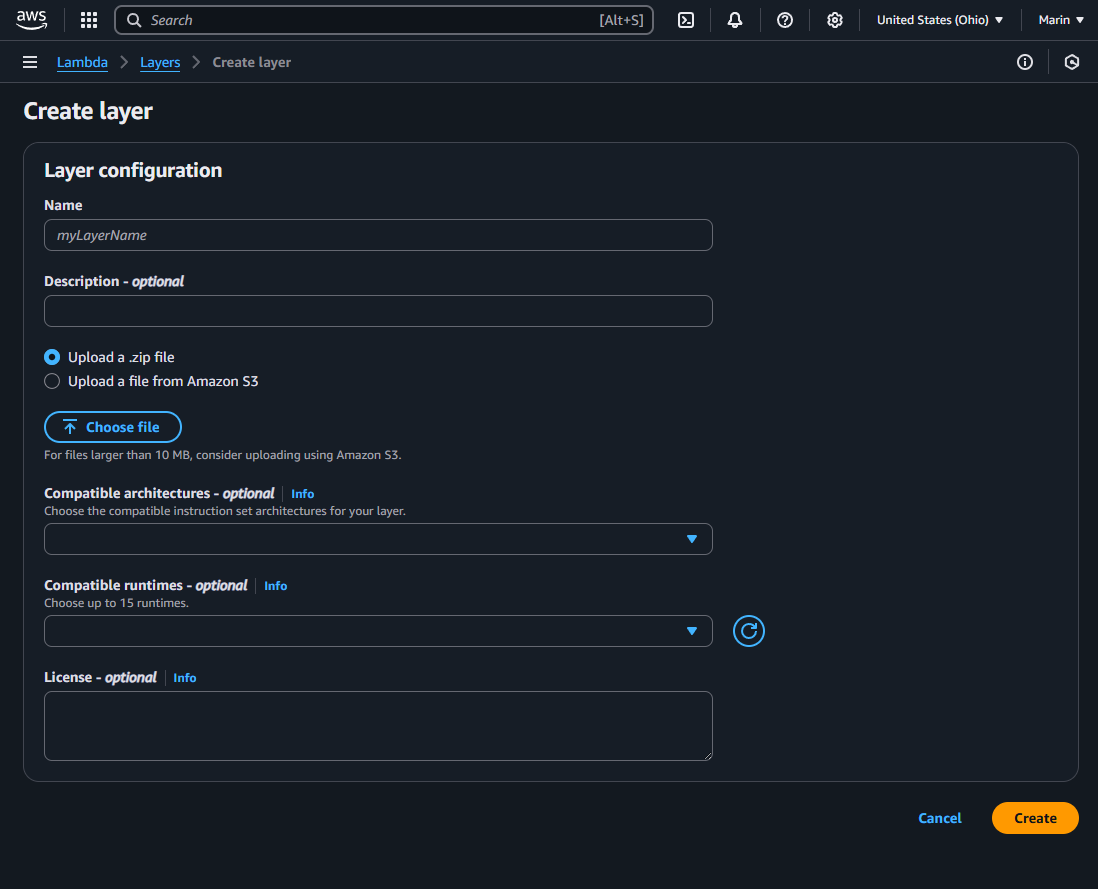 aws Search [Alt+S] United States (Ohio) Marin
Lambda Layers Create layer
Create layer
Layer configuration
Name
myLayerName
Description - optional
Upload a .zip file
Upload a file from Amazon S3
Choose file
For files larger than 10 MB, consider uploading using Amazon S3.
Compatible architectures - optional Info
Choose the compatible instruction set architectures for your layer.
Compatible runtimes - optional Info
Choose up to 15 runtimes.
License - optional Info
Cancel Create